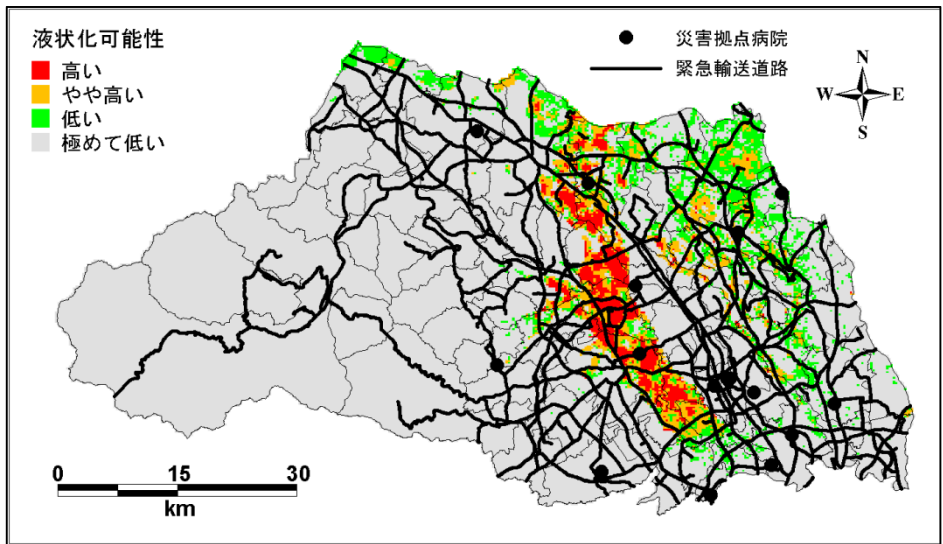 液状化可能性
高い
やや高い
低い
極めて低い
災害拠点病院
緊急輸送道路
N
W E
S
0 15 30
km